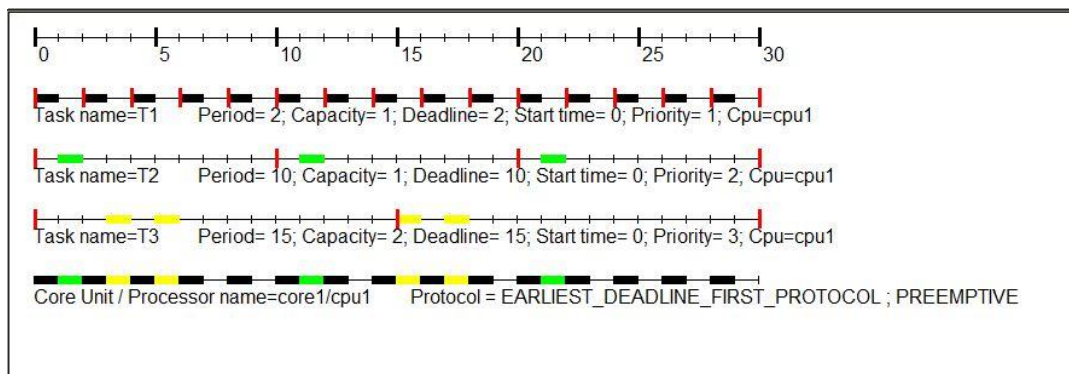 0 5 10 15 20 25 30
Task name=T1 Period= 2; Capacity= 1; Deadline= 2; Start time= 0; Priority= 1; Cpu=cpu1
Task name=T2 Period= 10; Capacity= 1; Deadline= 10; Start time= 0; Priority= 2; Cpu=cpu1
Task name=T3 Period= 15; Capacity= 2; Deadline= 15; Start time= 0; Priority= 3; Cpu=cpu1
Core Unit / Processor name=core1/cpu1 Protocol = EARLIEST_DEADLINE_FIRST_PROTOCOL ; PREEMPTIVE